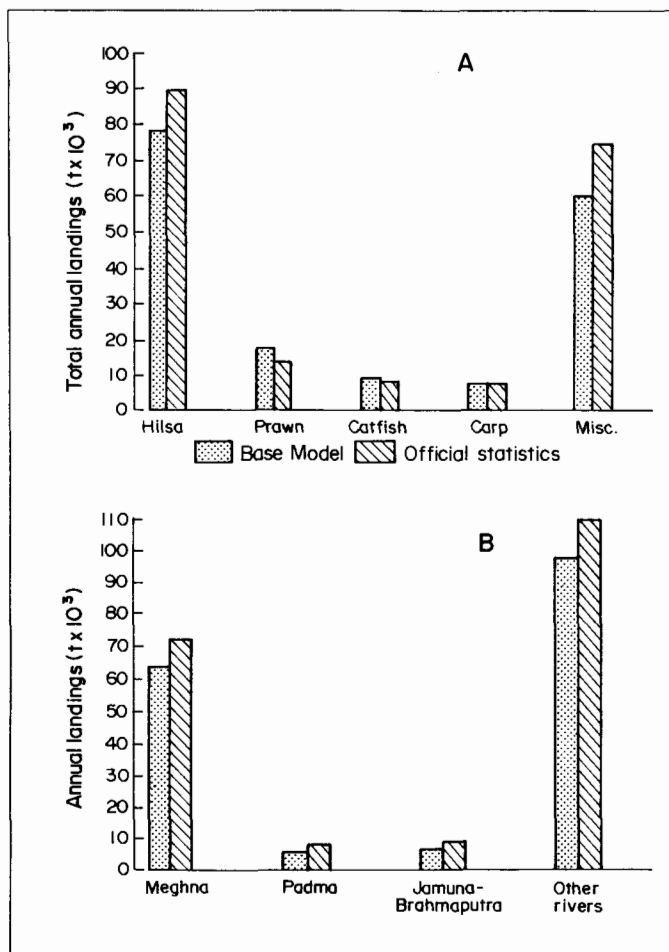 A
Total annual landings (t x 10³)
100
90
80
70
60
50
40
30
20
10
0
Hilsa Prawn Catfish Carp Misc.
Base Model Official statistics
B
Annual landings (t x 10³)
110
100
90
80
70
60
50
40
30
20
10
0
Meghna Padma Jamuna- Other
Brahmaputra rivers